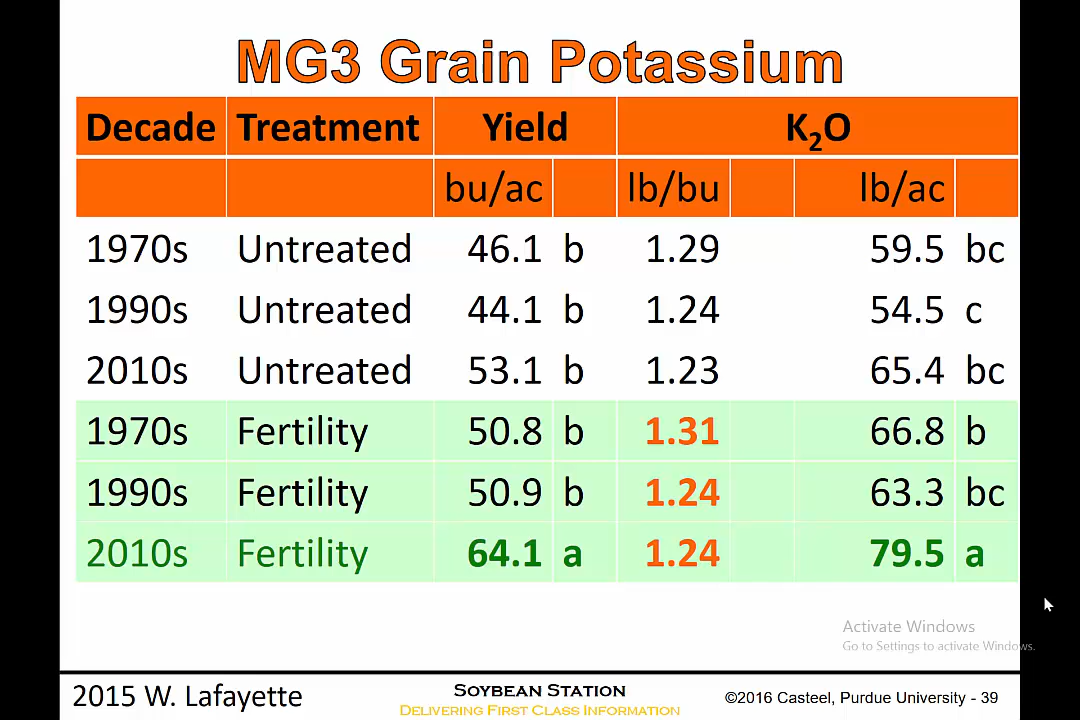 MG3 Grain Potassium
Decade Treatment Yield K₂O
bu/ac lb/bu lb/ac
1970s Untreated 46.1 b 1.29 59.5 bc
1990s Untreated 44.1 b 1.24 54.5 c
2010s Untreated 53.1 b 1.23 65.4 bc
1970s Fertility 50.8 b 1.31 66.8 b
1990s Fertility 50.9 b 1.24 63.3 bc
2010s Fertility 64.1 a 1.24 79.5 a
Activate Windows
Go to Settings to activate Windows.
2015 W. Lafayette
SOYBEAN STATION
DELIVERING FIRST CLASS INFORMATION
©2016 Casteel, Purdue University - 39